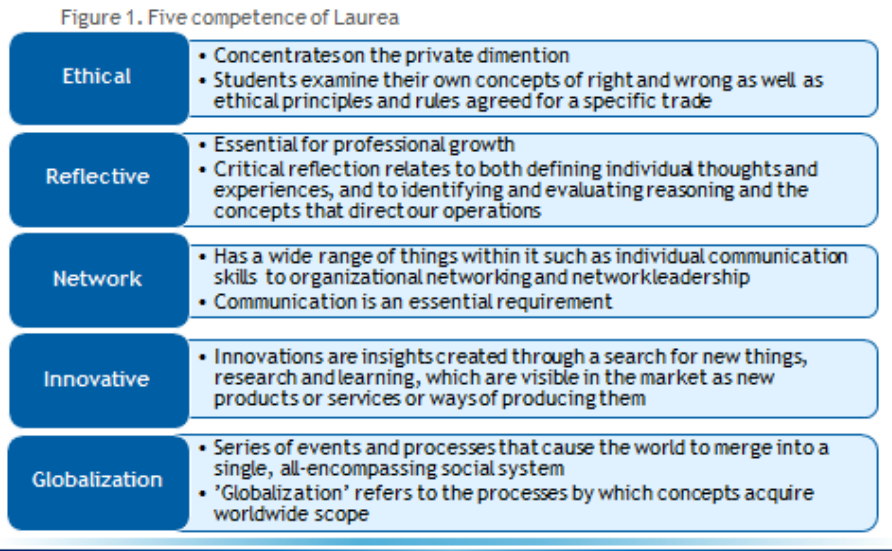 Figure 1. Five competence of Laurea
Ethical
• Concentrates on the private dimention
• Students examine their own concepts of right and wrong as well as
ethical principles and rules agreed for a specific trade
Reflective
• Essential for professional growth
• Critical reflection relates to both defining individual thoughts and
experiences, and to identifying and evaluating reasoning and the
concepts that direct our operations
Network
• Has a wide range of things within it such as individual communication
skills to organizational networking and networkleadership
• Communication is an essential requirement
Innovative
• Innovations are insights created through a search for new things,
research and learning, which are visible in the market as new
products or services or ways of producing them
Globalization
• Series of events and processes that cause the world to merge into a
single, all-encompassing social system
• ’Globalization’ refers to the processes by which concepts acquire
worldwide scope